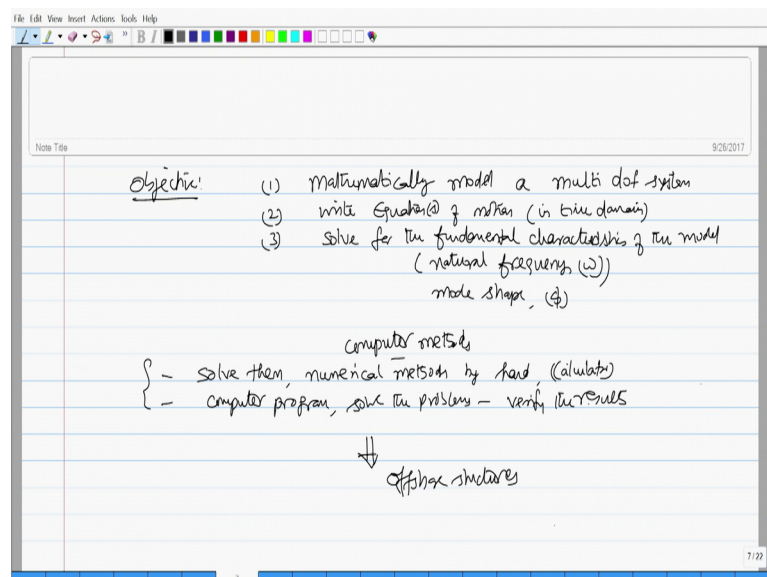 File Edit View Insert Actions Tools Help
B I
Note Title 9/26/2017
Objective: (1) mathematically model a multi dof system
(2) write Equation(s) of motion (in time domain)
(3) solve for the fundamental characteristics of the model
(natural frequency (ω))
mode shape, (φ)
computer methods
- solve them, numerical methods by hand, (Calculator)
- computer program, solve the problems - verify the results
⇓
offshore structures
7/22